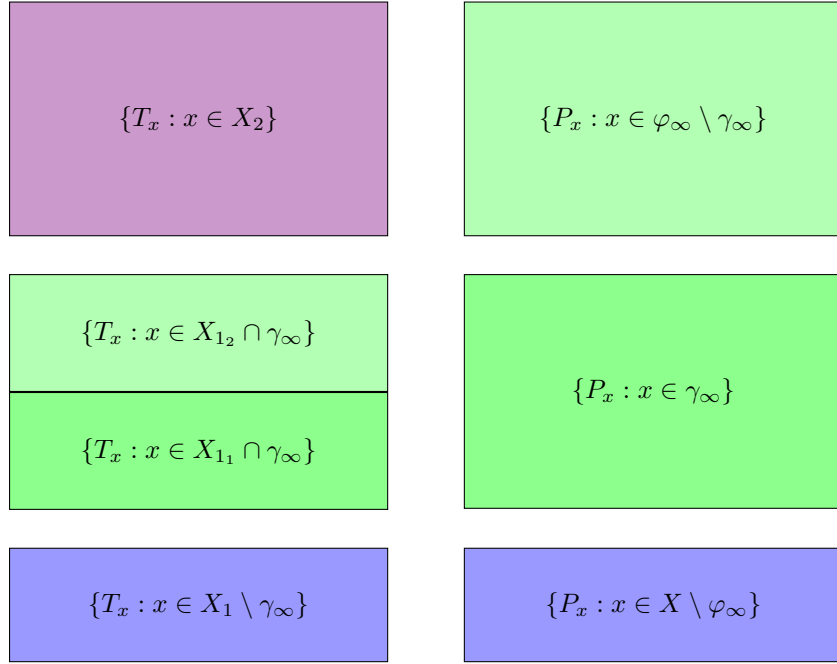 {T_x : x ∈ X_2}
{P_x : x ∈ φ_∞ \ γ_∞}
{T_x : x ∈ X_{1_2} ∩ γ_∞}
{T_x : x ∈ X_{1_1} ∩ γ_∞}
{P_x : x ∈ γ_∞}
{T_x : x ∈ X_1 \ γ_∞}
{P_x : x ∈ X \ φ_∞}